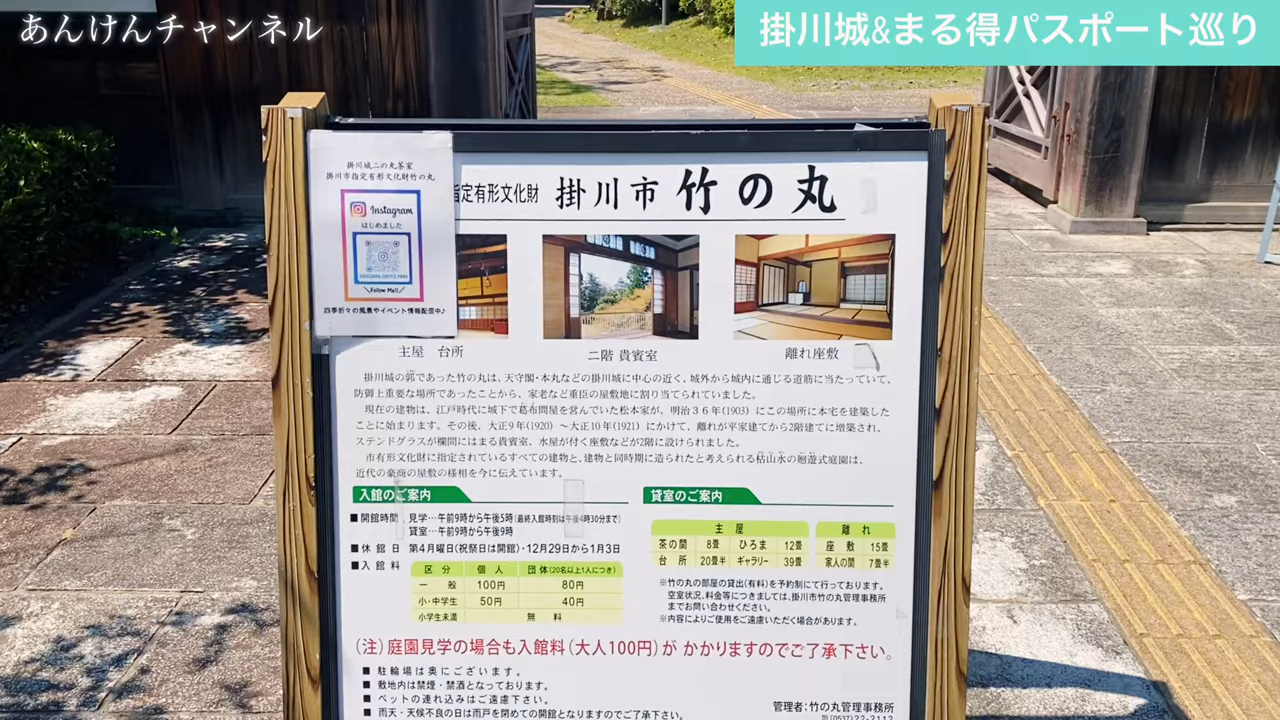 あんけんチャンネル
掛川城&まる得パスポート巡り
掛川城二の丸茶室
掛川市指定有形文化財竹の丸
Instagram
はじめました
＼Follow Me!／
四季折々の風景やイベント情報配信中♪
指定有形文化財 掛川市 竹の丸
主屋 台所
二階 貴賓室
離れ座敷
掛川城の郭であった竹の丸は、天守閣・本丸などの掛川城に中心の近く、城外から城内に通じる道筋に当たっていて、
防御上重要な場所であったことから、家老など重臣の屋敷地に割り当てられていました。
現在の建物は、江戸時代に城下で葛布問屋を営んでいた松本家が、明治36年(1903)にこの場所に本宅を建築した
ことに始まります。その後、大正9年(1920)～大正10年(1921)にかけて、離れが平家建てから2階建てに増築され、
ステンドグラスが欄間にはまる貴賓室、水屋が付く座敷などが2階に設けられました。
市有形文化財に指定されているすべての建物と、建物と同時期に造られたと考えられる枯山水の廻遊式庭園は、
近代の豪商の屋敷の様相を今に伝えています。
入館のご案内
■開館時間 見学…午前9時から午後5時(最終入館時刻は午後4時30分まで)
貸室…午前9時から午後9時
■休館日 第4月曜日(祝祭日は開館)・12月29日から1月3日
■入館料
区分 個人 団体(20名以上1人につき)
一般 100円 80円
小・中学生 50円 40円
小学生未満 無料
貸室のご案内
主屋 離れ
茶の間 8畳 ひろま 12畳 座敷 15畳
台所 20畳半 ギャラリー 39畳 家人の間 7畳半
※竹の丸の部屋の貸出(有料)を予約制にて行っております。
空室状況、料金等につきましては、掛川市竹の丸管理事務所
までお問い合わせください。
※内容によりご使用をご遠慮いただく場合があります。
(注)庭園見学の場合も入館料(大人100円)が かかりますのでご了承下さい。
■駐輪場は奥にございます。
■敷地内は禁煙・禁酒となっております。
■ペットの連れ込みはご遠慮下さい。
■雨天・天候不良の日は雨戸を閉めての開館となりますのでご了承下さい。
管理者:竹の丸管理事務所